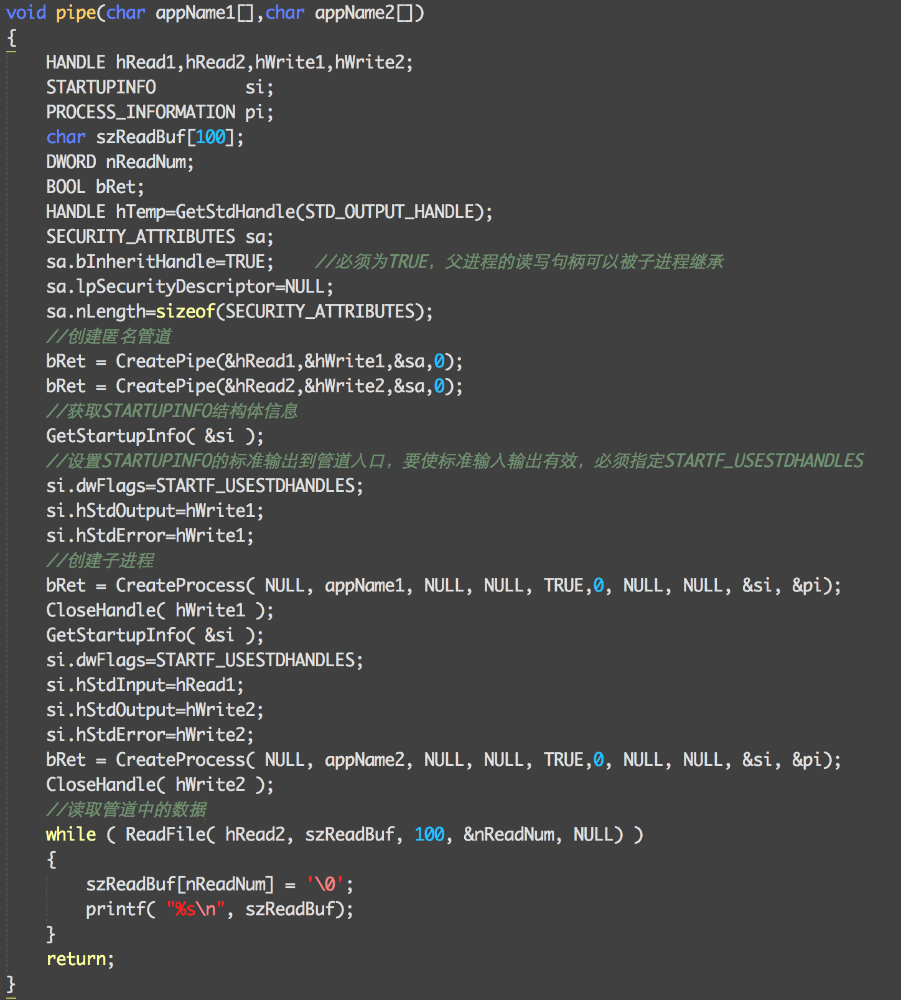 void pipe(char appName1[],char appName2[])
{
    HANDLE hRead1,hRead2,hWrite1,hWrite2;
    STARTUPINFO         si;
    PROCESS_INFORMATION pi;
    char szReadBuf[100];
    DWORD nReadNum;
    BOOL bRet;
    HANDLE hTemp=GetStdHandle(STD_OUTPUT_HANDLE);
    SECURITY_ATTRIBUTES sa;
    sa.bInheritHandle=TRUE;    //必须为TRUE，父进程的读写句柄可以被子进程继承
    sa.lpSecurityDescriptor=NULL;
    sa.nLength=sizeof(SECURITY_ATTRIBUTES);
    //创建匿名管道
    bRet = CreatePipe(&hRead1,&hWrite1,&sa,0);
    bRet = CreatePipe(&hRead2,&hWrite2,&sa,0);
    //获取STARTUPINFO结构体信息
    GetStartupInfo( &si );
    //设置STARTUPINFO的标准输出到管道入口，要使标准输入输出有效，必须指定STARTF_USESTDHANDLES
    si.dwFlags=STARTF_USESTDHANDLES;
    si.hStdOutput=hWrite1;
    si.hStdError=hWrite1;
    //创建子进程
    bRet = CreateProcess( NULL, appName1, NULL, NULL, TRUE,0, NULL, NULL, &si, &pi);
    CloseHandle( hWrite1 );
    GetStartupInfo( &si );
    si.dwFlags=STARTF_USESTDHANDLES;
    si.hStdInput=hRead1;
    si.hStdOutput=hWrite2;
    si.hStdError=hWrite2;
    bRet = CreateProcess( NULL, appName2, NULL, NULL, TRUE,0, NULL, NULL, &si, &pi);
    CloseHandle( hWrite2 );
    //读取管道中的数据
    while ( ReadFile( hRead2, szReadBuf, 100, &nReadNum, NULL) )
    {
        szReadBuf[nReadNum] = '\0';
        printf( "%s\n", szReadBuf);
    }
    return;
}